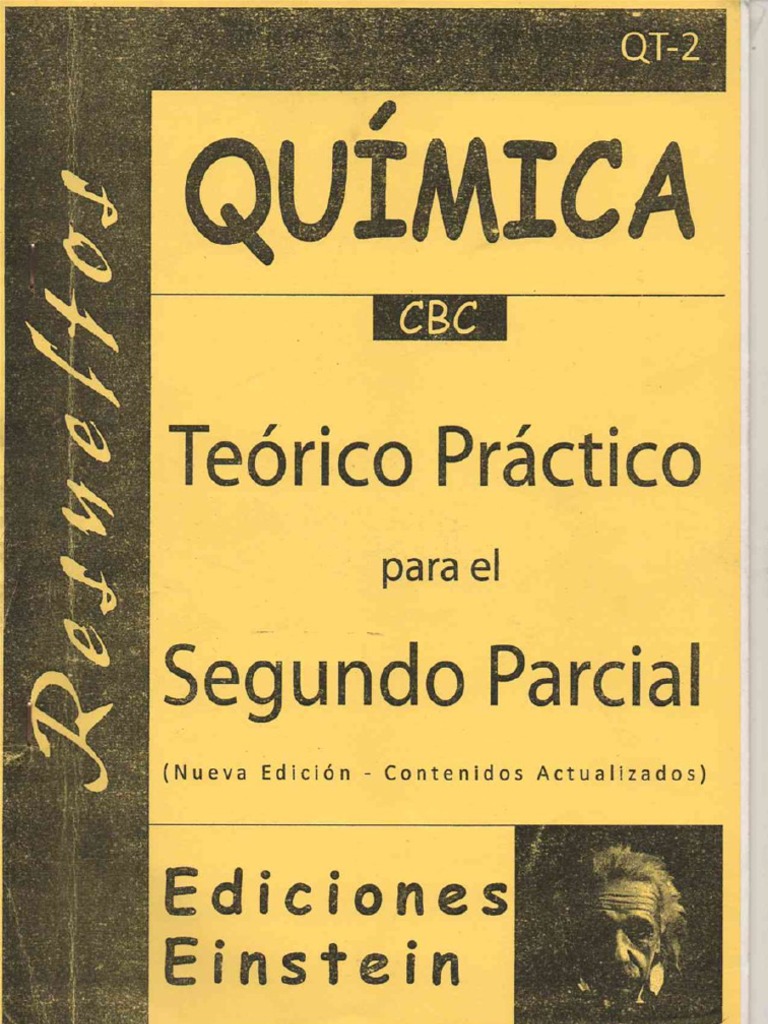 QT-2
QUÍMICA
CBC
Resueltos
Teórico Práctico
para el
Segundo Parcial
(Nueva Edición - Contenidos Actualizados)
Ediciones
Einstein